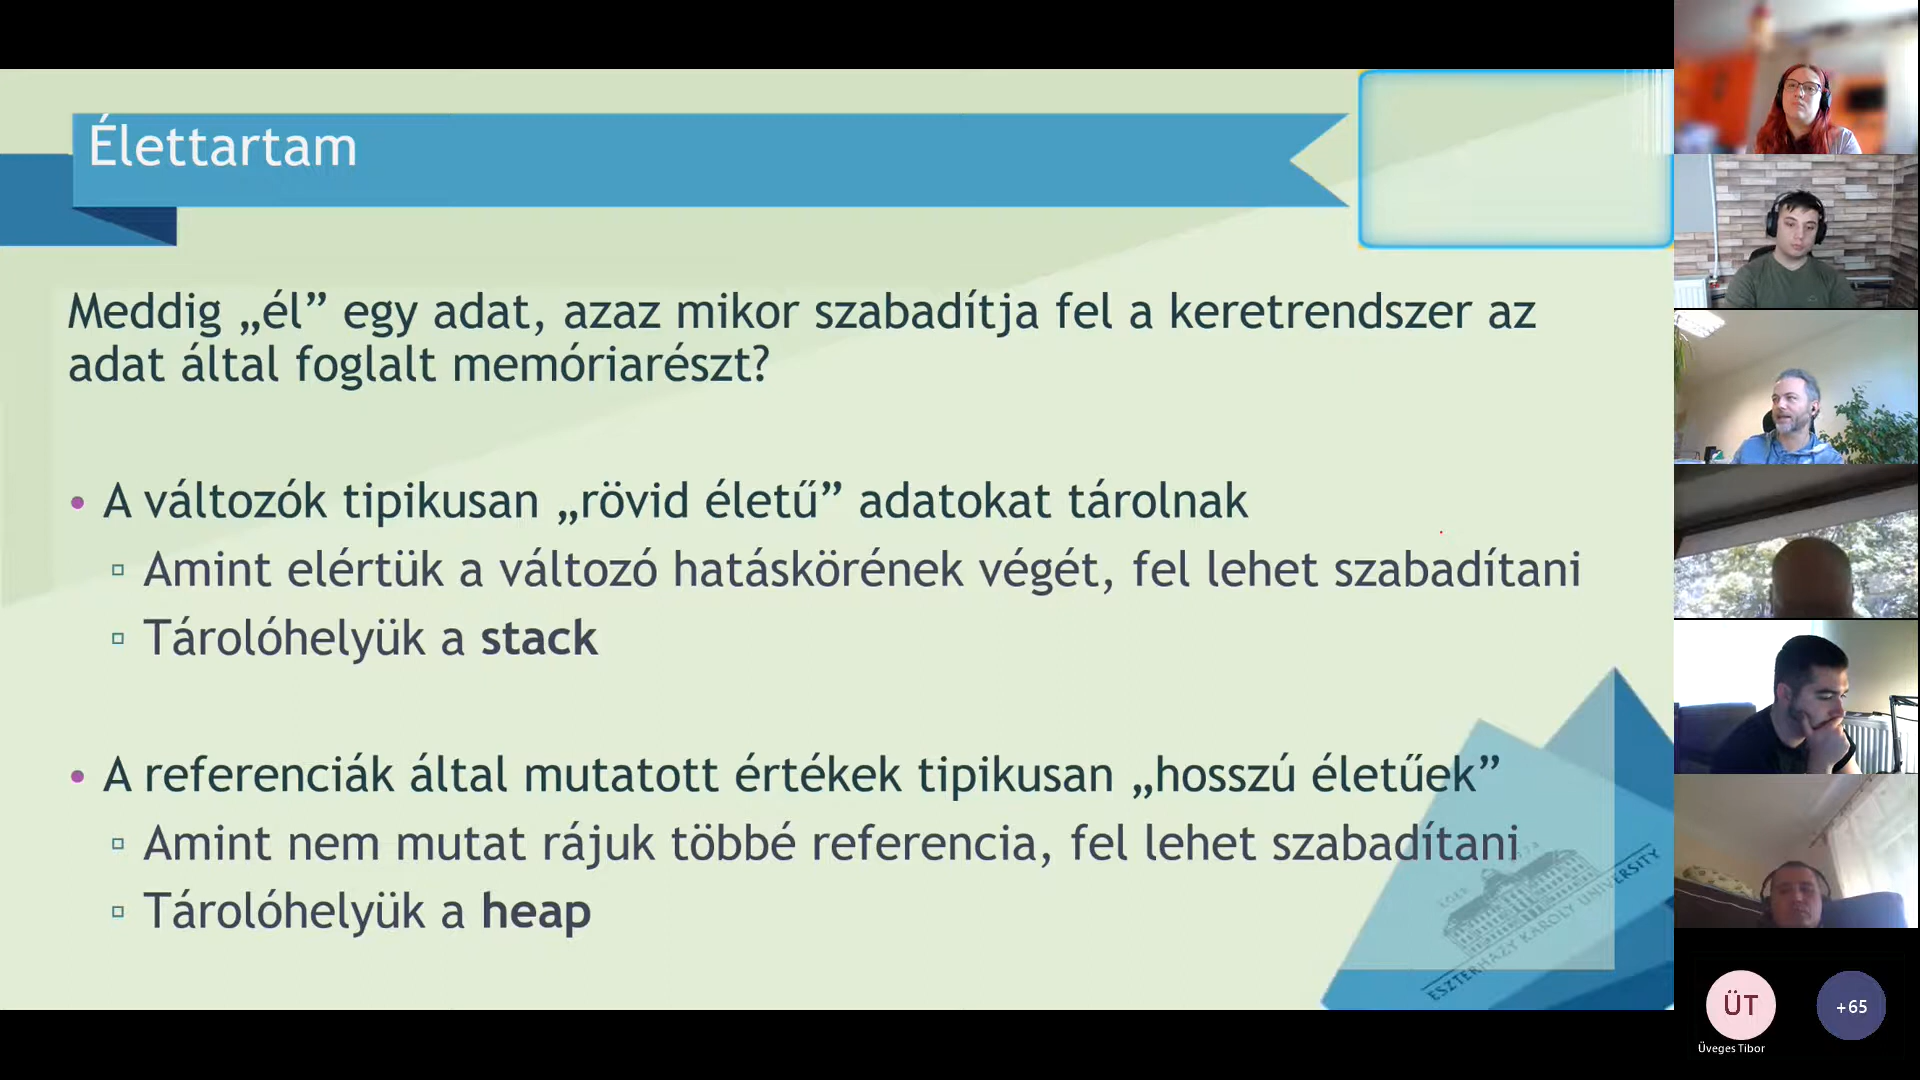 Élettartam
Meddig „él” egy adat, azaz mikor szabadítja fel a keretrendszer az
adat által foglalt memóriarészt?
• A változók tipikusan „rövid életű” adatokat tárolnak
▫ Amint elértük a változó hatáskörének végét, fel lehet szabadítani
▫ Tárolóhelyük a stack
• A referenciák által mutatott értékek tipikusan „hosszú életűek”
▫ Amint nem mutat rájuk többé referencia, fel lehet szabadítani
▫ Tárolóhelyük a heap
ESZTERHÁZY KÁROLY UNIVERSITY
ÜT
Üveges Tibor
+65